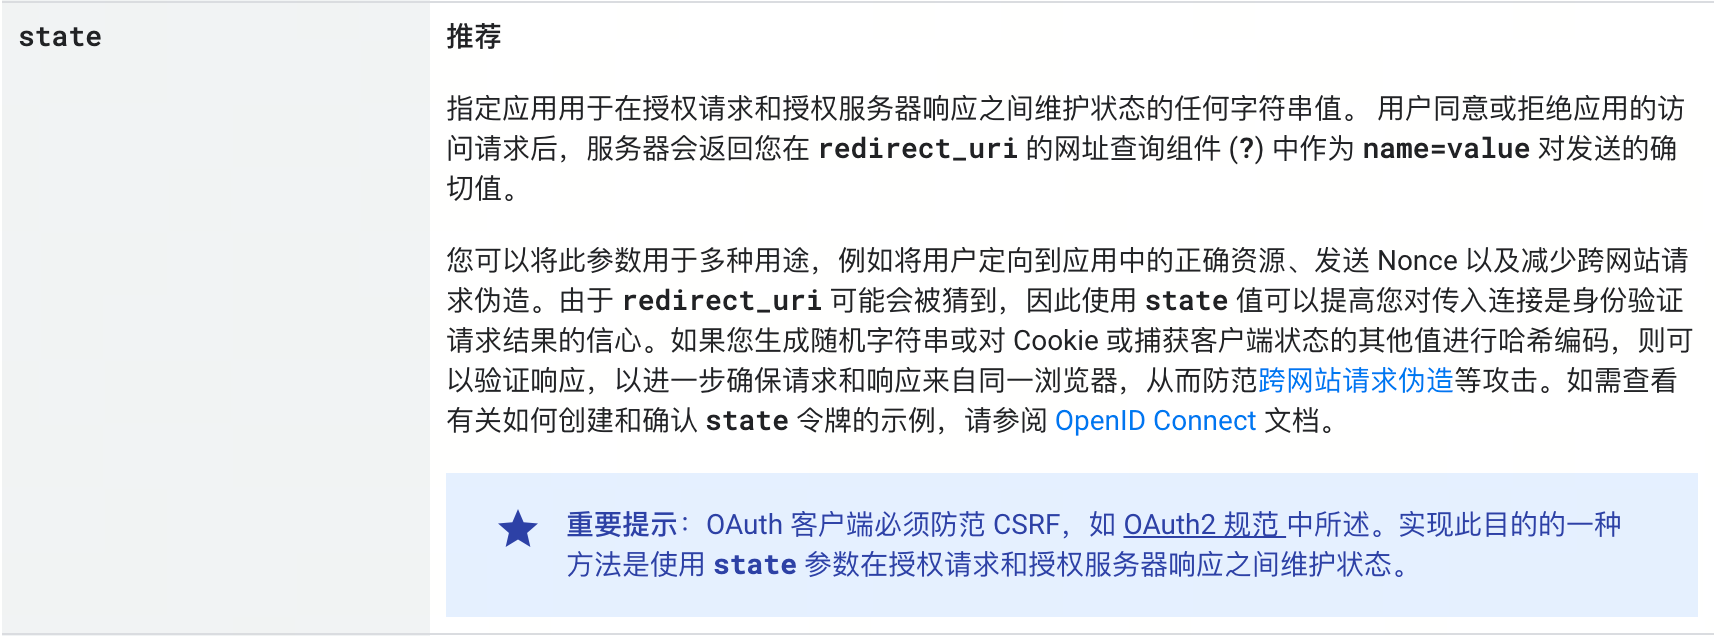 state
推荐
指定应用用于在授权请求和授权服务器响应之间维护状态的任何字符串值。 用户同意或拒绝应用的访
问请求后，服务器会返回您在 redirect_uri 的网址查询组件 (?) 中作为 name=value 对发送的确
切值。
您可以将此参数用于多种用途，例如将用户定向到应用中的正确资源、发送 Nonce 以及减少跨网站请
求伪造。由于 redirect_uri 可能会被猜到，因此使用 state 值可以提高您对传入连接是身份验证
请求结果的信心。如果您生成随机字符串或对 Cookie 或捕获客户端状态的其他值进行哈希编码，则可
以验证响应，以进一步确保请求和响应来自同一浏览器，从而防范跨网站请求伪造等攻击。如需查看
有关如何创建和确认 state 令牌的示例，请参阅 OpenID Connect 文档。
重要提示：OAuth 客户端必须防范 CSRF，如 OAuth2 规范 中所述。实现此目的的一种
方法是使用 state 参数在授权请求和授权服务器响应之间维护状态。